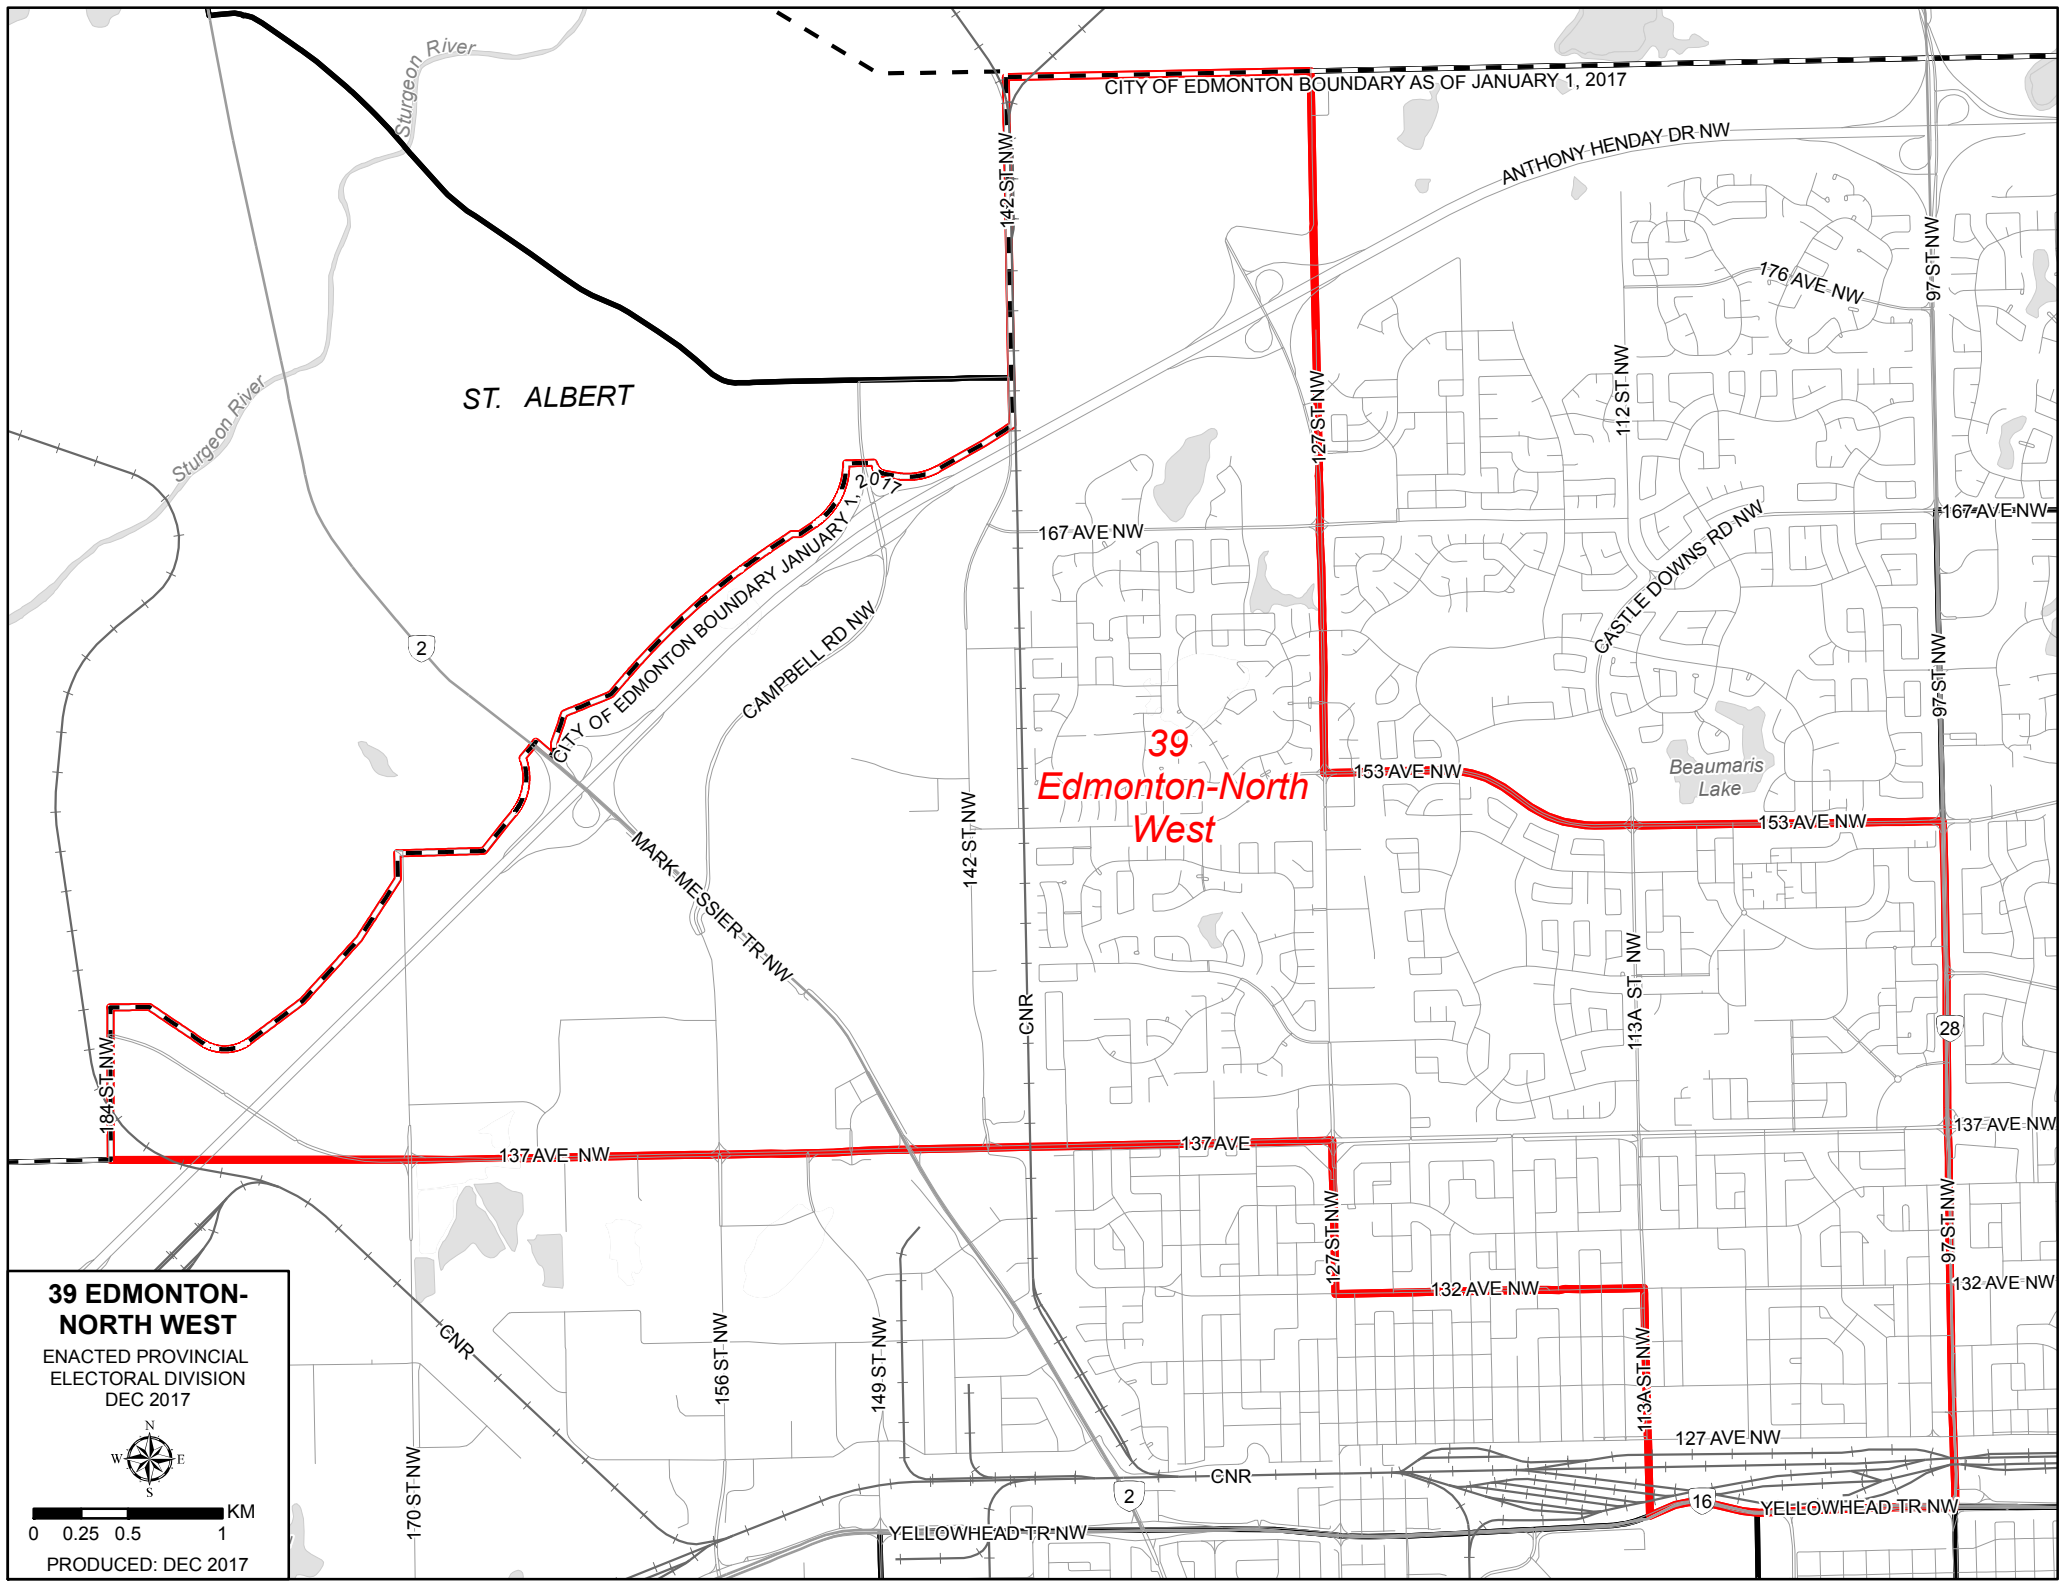 Sturgeon River
CITY OF EDMONTON BOUNDARY AS OF JANUARY 1, 2017
ANTHONY HENDAY DR NW
142 ST NW
97 ST NW
176 AVE NW
ST. ALBERT
Sturgeon River
127 ST NW
112 ST NW
167 AVE NW
167 AVE NW
CASTLE DOWNS RD NW
CITY OF EDMONTON BOUNDARY JANUARY 1, 2017
CAMPBELL RD NW
2
97 ST NW
39
Edmonton-North
West
153 AVE NW
Beaumaris
Lake
153 AVE NW
142 ST NW
MARK MESSIER TR NW
113A ST NW
CNR
28
184 ST NW
137 AVE NW
137 AVE
137 AVE NW
127 ST NW
97 ST NW
132 AVE NW
132 AVE NW
CNR
156 ST NW
149 ST NW
113A ST NW
170 ST NW
127 AVE NW
CNR
2
16
YELLOWHEAD TR NW
YELLOWHEAD TR NW
39 EDMONTON-
NORTH WEST
ENACTED PROVINCIAL
ELECTORAL DIVISION
DEC 2017
N
W E
S
KM
0 0.25 0.5 1
PRODUCED: DEC 2017